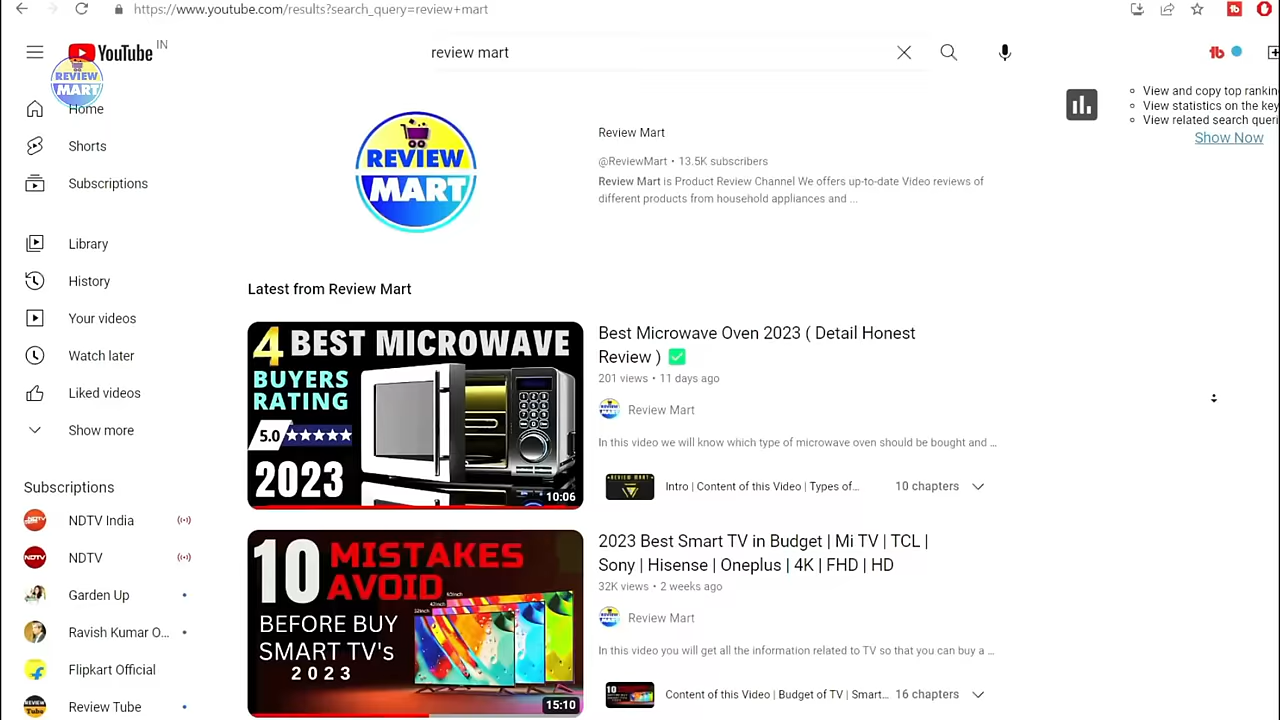 https://www.youtube.com/results?search_query=review+mart
YouTube IN
review mart
REVIEW
MART
Home
Shorts
Subscriptions
Library
History
Your videos
Watch later
Liked videos
Show more
Subscriptions
NDTV India
NDTV
Garden Up
Ravish Kumar O...
Flipkart Official
Review Tube
View and copy top rankin
View statistics on the key
View related search queri
Show Now
REVIEW
MART
Review Mart
@ReviewMart • 13.5K subscribers
Review Mart is Product Review Channel We offers up-to-date Video reviews of
different products from household appliances and ...
Latest from Review Mart
4 BEST MICROWAVE
BUYERS
RATING
5.0
2023
10:06
Best Microwave Oven 2023 ( Detail Honest
Review ) ✅
201 views • 11 days ago
Review Mart
In this video we will know which type of microwave oven should be bought and ...
Intro | Content of this Video | Types of...
10 chapters
10 MISTAKES
AVOID
BEFORE BUY
SMART TV's
2023
15:10
2023 Best Smart TV in Budget | Mi TV | TCL |
Sony | Hisense | Oneplus | 4K | FHD | HD
32K views • 2 weeks ago
Review Mart
In this video you will get all the information related to TV so that you can buy a ...
Content of this Video | Budget of TV | Smart...
16 chapters